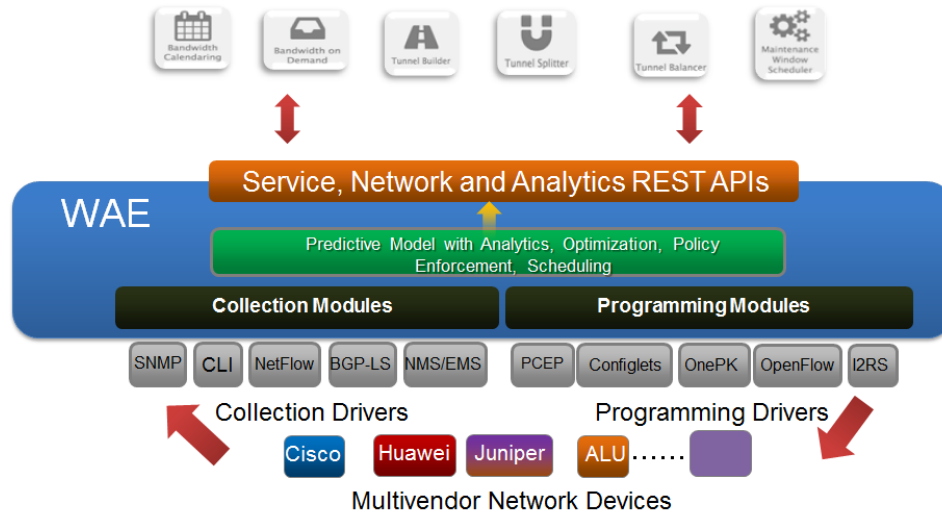 Bandwidth
Calendaring
Bandwidth on
Demand
Tunnel Builder
Tunnel Splitter
Tunnel Balancer
Maintenance
Window
Scheduler
Service, Network and Analytics REST APIs
WAE
Predictive Model with Analytics, Optimization, Policy
Enforcement, Scheduling
Collection Modules
Programming Modules
SNMP
CLI
NetFlow
BGP-LS
NMS/EMS
PCEP
Configlets
OnePK
OpenFlow
I2RS
Collection Drivers
Programming Drivers
Cisco
Huawei
Juniper
ALU
......
Multivendor Network Devices